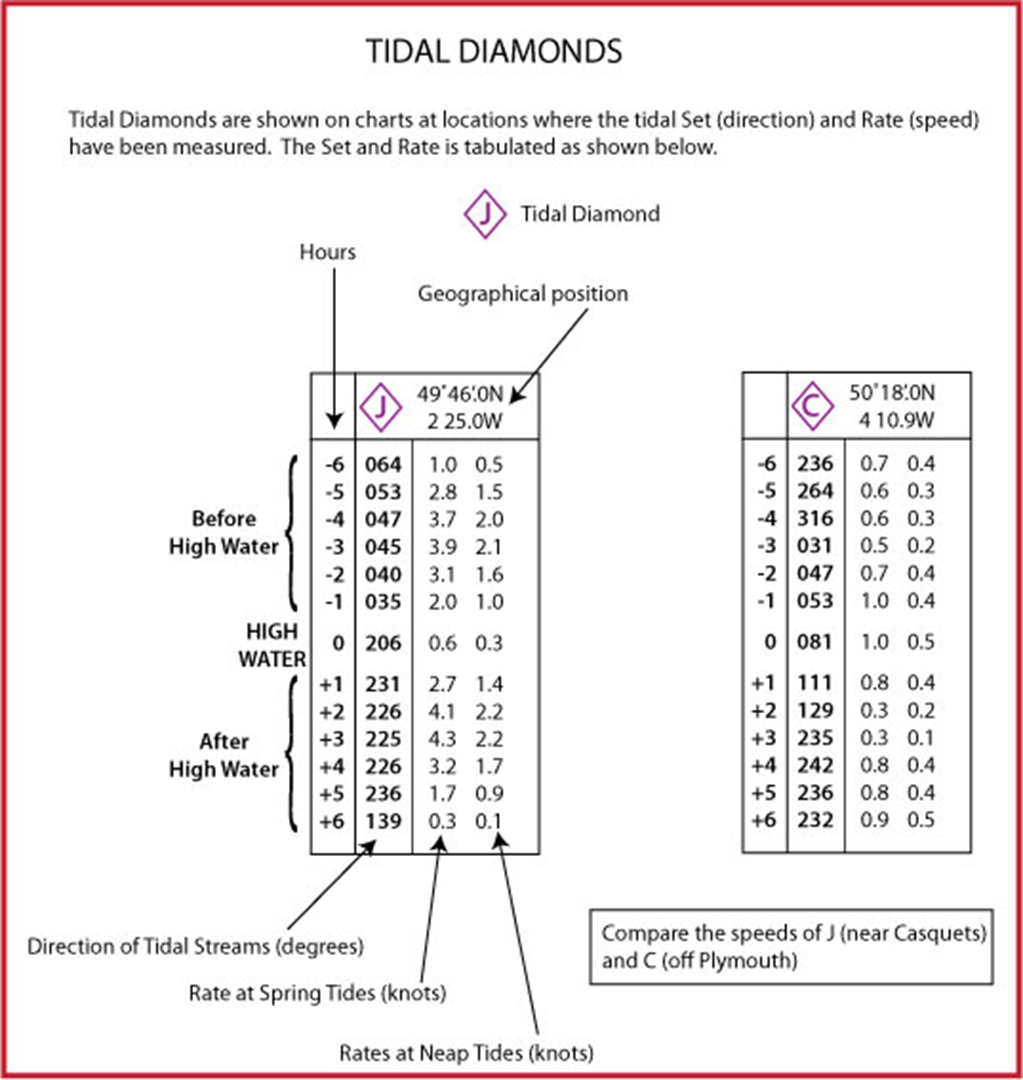 TIDAL DIAMONDS
Tidal Diamonds are shown on charts at locations where the tidal Set (direction) and Rate (speed)
have been measured. The Set and Rate is tabulated as shown below.
J Tidal Diamond
Hours
Geographical position
J 49°46'.0N
2 25.0W
C 50°18'.0N
4 10.9W
Before
High Water
-6 064 1.0 0.5
-5 053 2.8 1.5
-4 047 3.7 2.0
-3 045 3.9 2.1
-2 040 3.1 1.6
-1 035 2.0 1.0
HIGH
WATER
0 206 0.6 0.3
After
High Water
+1 231 2.7 1.4
+2 226 4.1 2.2
+3 225 4.3 2.2
+4 226 3.2 1.7
+5 236 1.7 0.9
+6 139 0.3 0.1
-6 236 0.7 0.4
-5 264 0.6 0.3
-4 316 0.6 0.3
-3 031 0.5 0.2
-2 047 0.7 0.4
-1 053 1.0 0.4
0 081 1.0 0.5
+1 111 0.8 0.4
+2 129 0.3 0.2
+3 235 0.3 0.1
+4 242 0.8 0.4
+5 236 0.8 0.4
+6 232 0.9 0.5
Direction of Tidal Streams (degrees)
Rate at Spring Tides (knots)
Rates at Neap Tides (knots)
Compare the speeds of J (near Casquets)
and C (off Plymouth)